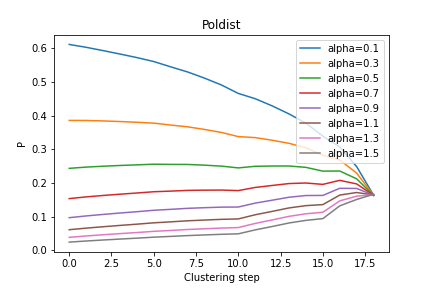 Poldist
0.6
0.5
0.4
0.3
0.2
0.1
0.0
P
alpha=0.1
alpha=0.3
alpha=0.5
alpha=0.7
alpha=0.9
alpha=1.1
alpha=1.3
alpha=1.5
0.0 2.5 5.0 7.5 10.0 12.5 15.0 17.5
Clustering step